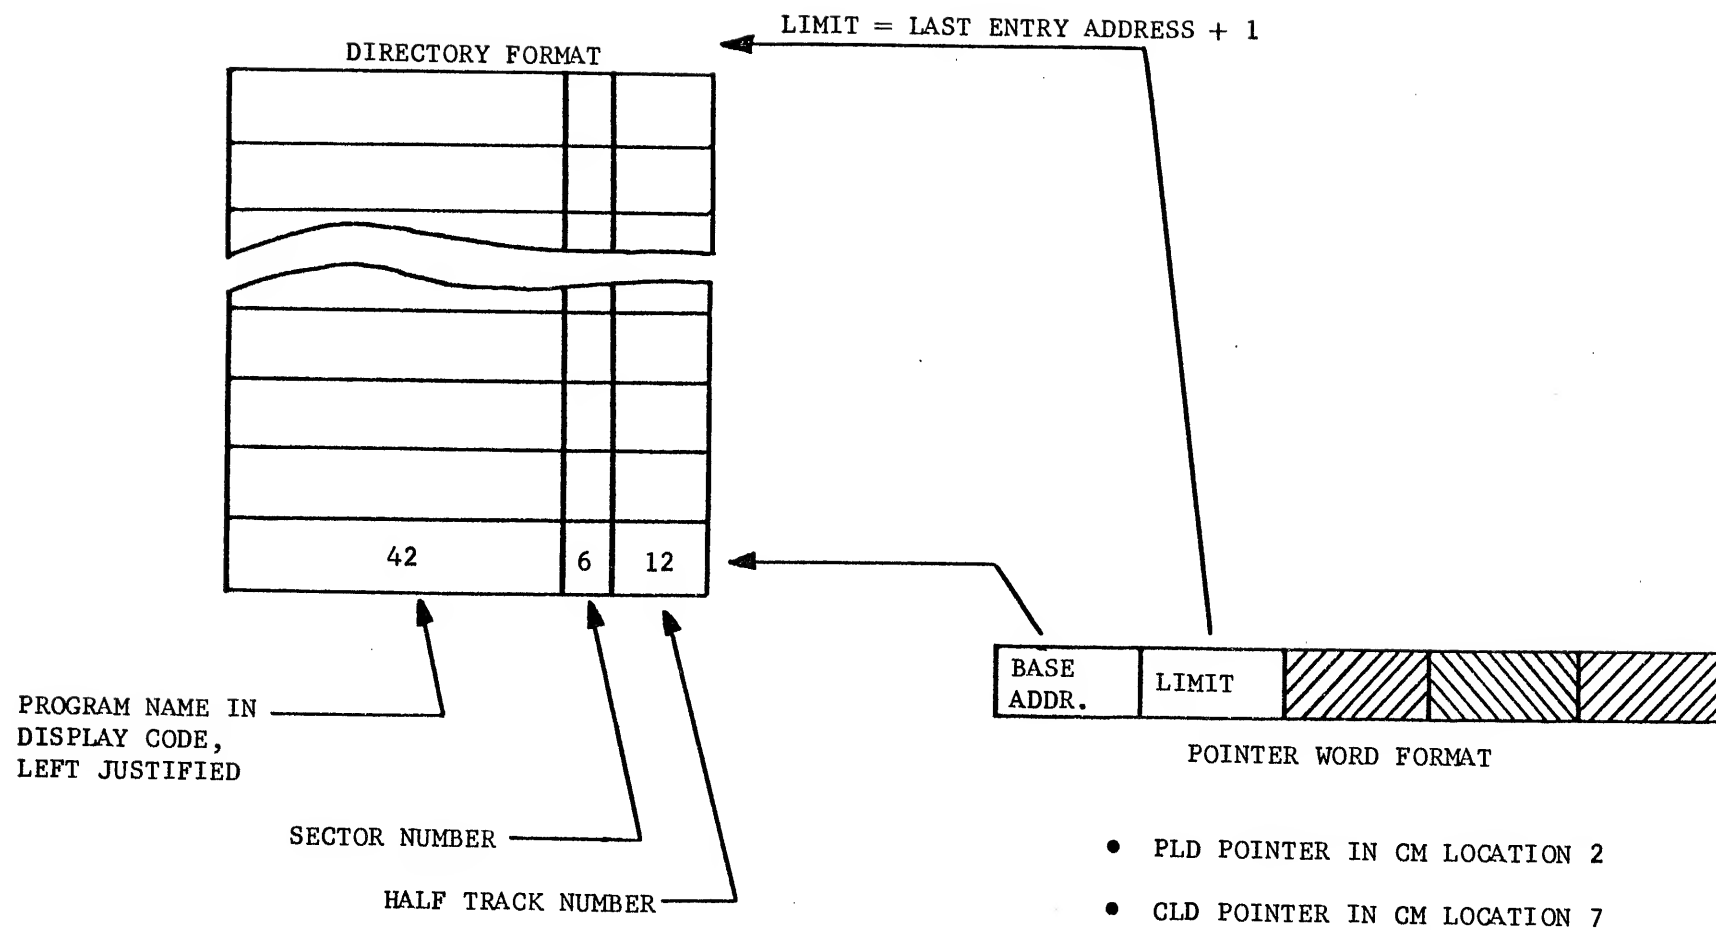 LIMIT = LAST ENTRY ADDRESS + 1
DIRECTORY FORMAT
42
6
12
BASE
ADDR.
LIMIT
PROGRAM NAME IN
DISPLAY CODE,
LEFT JUSTIFIED
POINTER WORD FORMAT
SECTOR NUMBER
HALF TRACK NUMBER
• PLD POINTER IN CM LOCATION 2
• CLD POINTER IN CM LOCATION 7